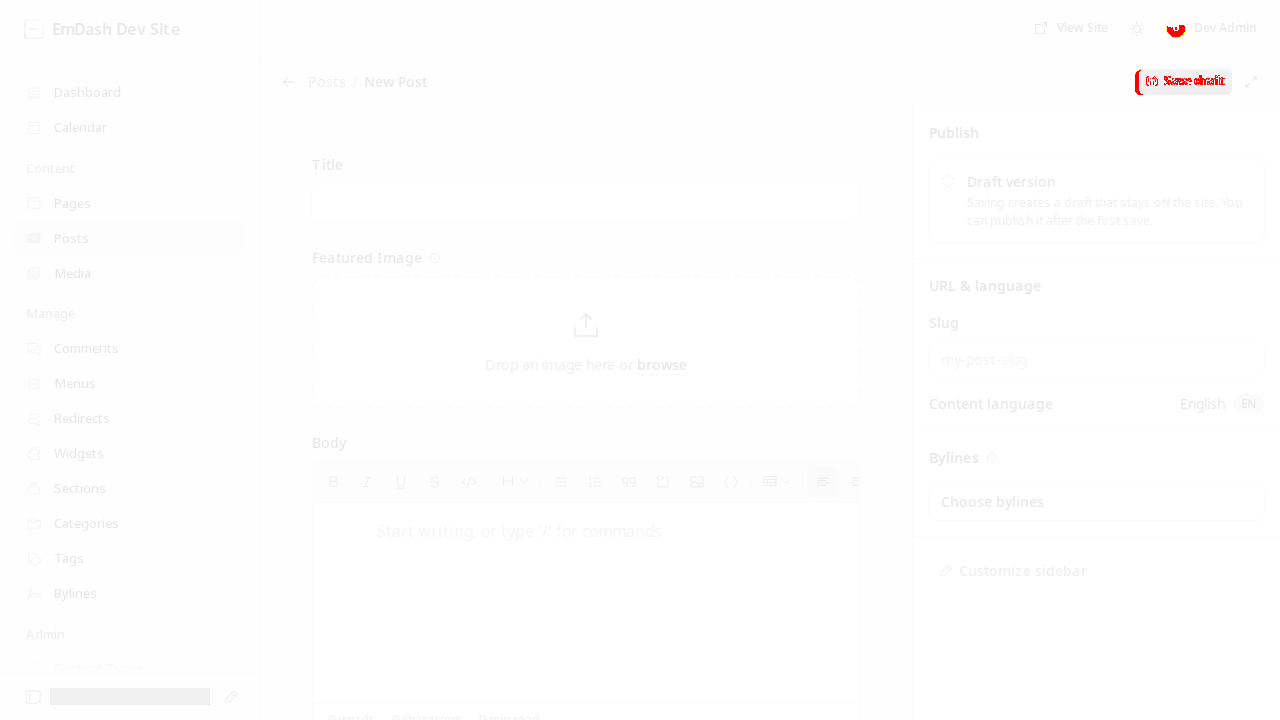 EmDash Dev Site
View Site
Dev Admin
Posts / New Post
Save draft
Dashboard
Calendar
Content
Pages
Posts
Media
Manage
Comments
Menus
Redirects
Widgets
Sections
Categories
Tags
Bylines
Admin
Title
Featured Image
Drop an image here or browse
Body
B I U S H
Start writing, or type '/' for commands
0 words 0 characters 0 min read
Publish
Draft version
Saving creates a draft that stays off the site. You
can publish it after the first save.
URL & language
Slug
my-post-slug
Content language English EN
Bylines
Choose bylines
Customize sidebar